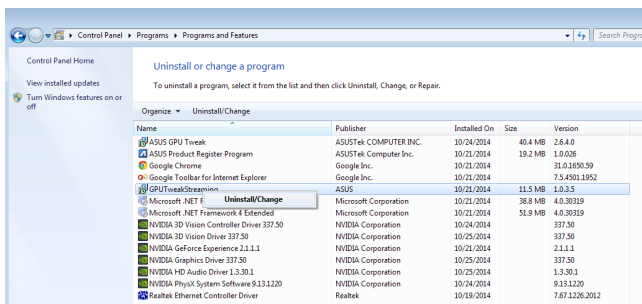 Control Panel ▸ Programs ▸ Programs and Features
Search Progra
Control Panel Home
View installed updates
Turn Windows features on or
off
Uninstall or change a program
To uninstall a program, select it from the list and then click Uninstall, Change, or Repair.
Organize Uninstall/Change
Name Publisher Installed On Size Version
ASUS GPU Tweak ASUSTek COMPUTER INC. 10/24/2014 40.4 MB 2.6.4.0
ASUS Product Register Program ASUSTek Computer Inc. 10/21/2014 19.2 MB 1.0.026
Google Chrome Google Inc. 10/21/2014 31.0.1650.59
Google Toolbar for Internet Explorer Google Inc. 10/21/2014 7.5.4501.1952
GPUTweakStreaming ASUS 10/21/2014 11.5 MB 1.0.3.5
Microsoft .NET F Uninstall/Change Microsoft Corporation 10/21/2014 38.8 MB 4.0.30319
Microsoft .NET Framework 4 Extended Microsoft Corporation 10/21/2014 51.9 MB 4.0.30319
NVIDIA 3D Vision Controller Driver 337.50 NVIDIA Corporation 10/24/2014 337.50
NVIDIA 3D Vision Driver 337.50 NVIDIA Corporation 10/25/2014 337.50
NVIDIA GeForce Experience 2.1.1.1 NVIDIA Corporation 10/21/2014 2.1.1.1
NVIDIA Graphics Driver 337.50 NVIDIA Corporation 10/25/2014 337.50
NVIDIA HD Audio Driver 1.3.30.1 NVIDIA Corporation 10/21/2014 1.3.30.1
NVIDIA PhysX System Software 9.13.1220 NVIDIA Corporation 10/24/2014 9.13.1220
Realtek Ethernet Controller Driver Realtek 10/19/2014 7.67.1226.2012